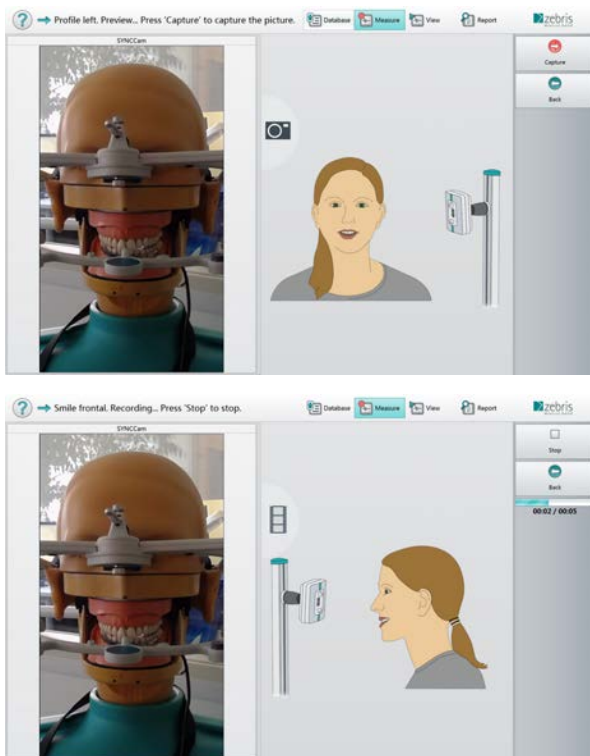 ? Profile left. Preview... Press 'Capture' to capture the picture. Database Measure View Report zebris
SYNCCam
Capture
Back
? Smile frontal. Recording... Press 'Stop' to stop. Database Measure View Report zebris
SYNCCam
Stop
Back
00:02 / 00:05